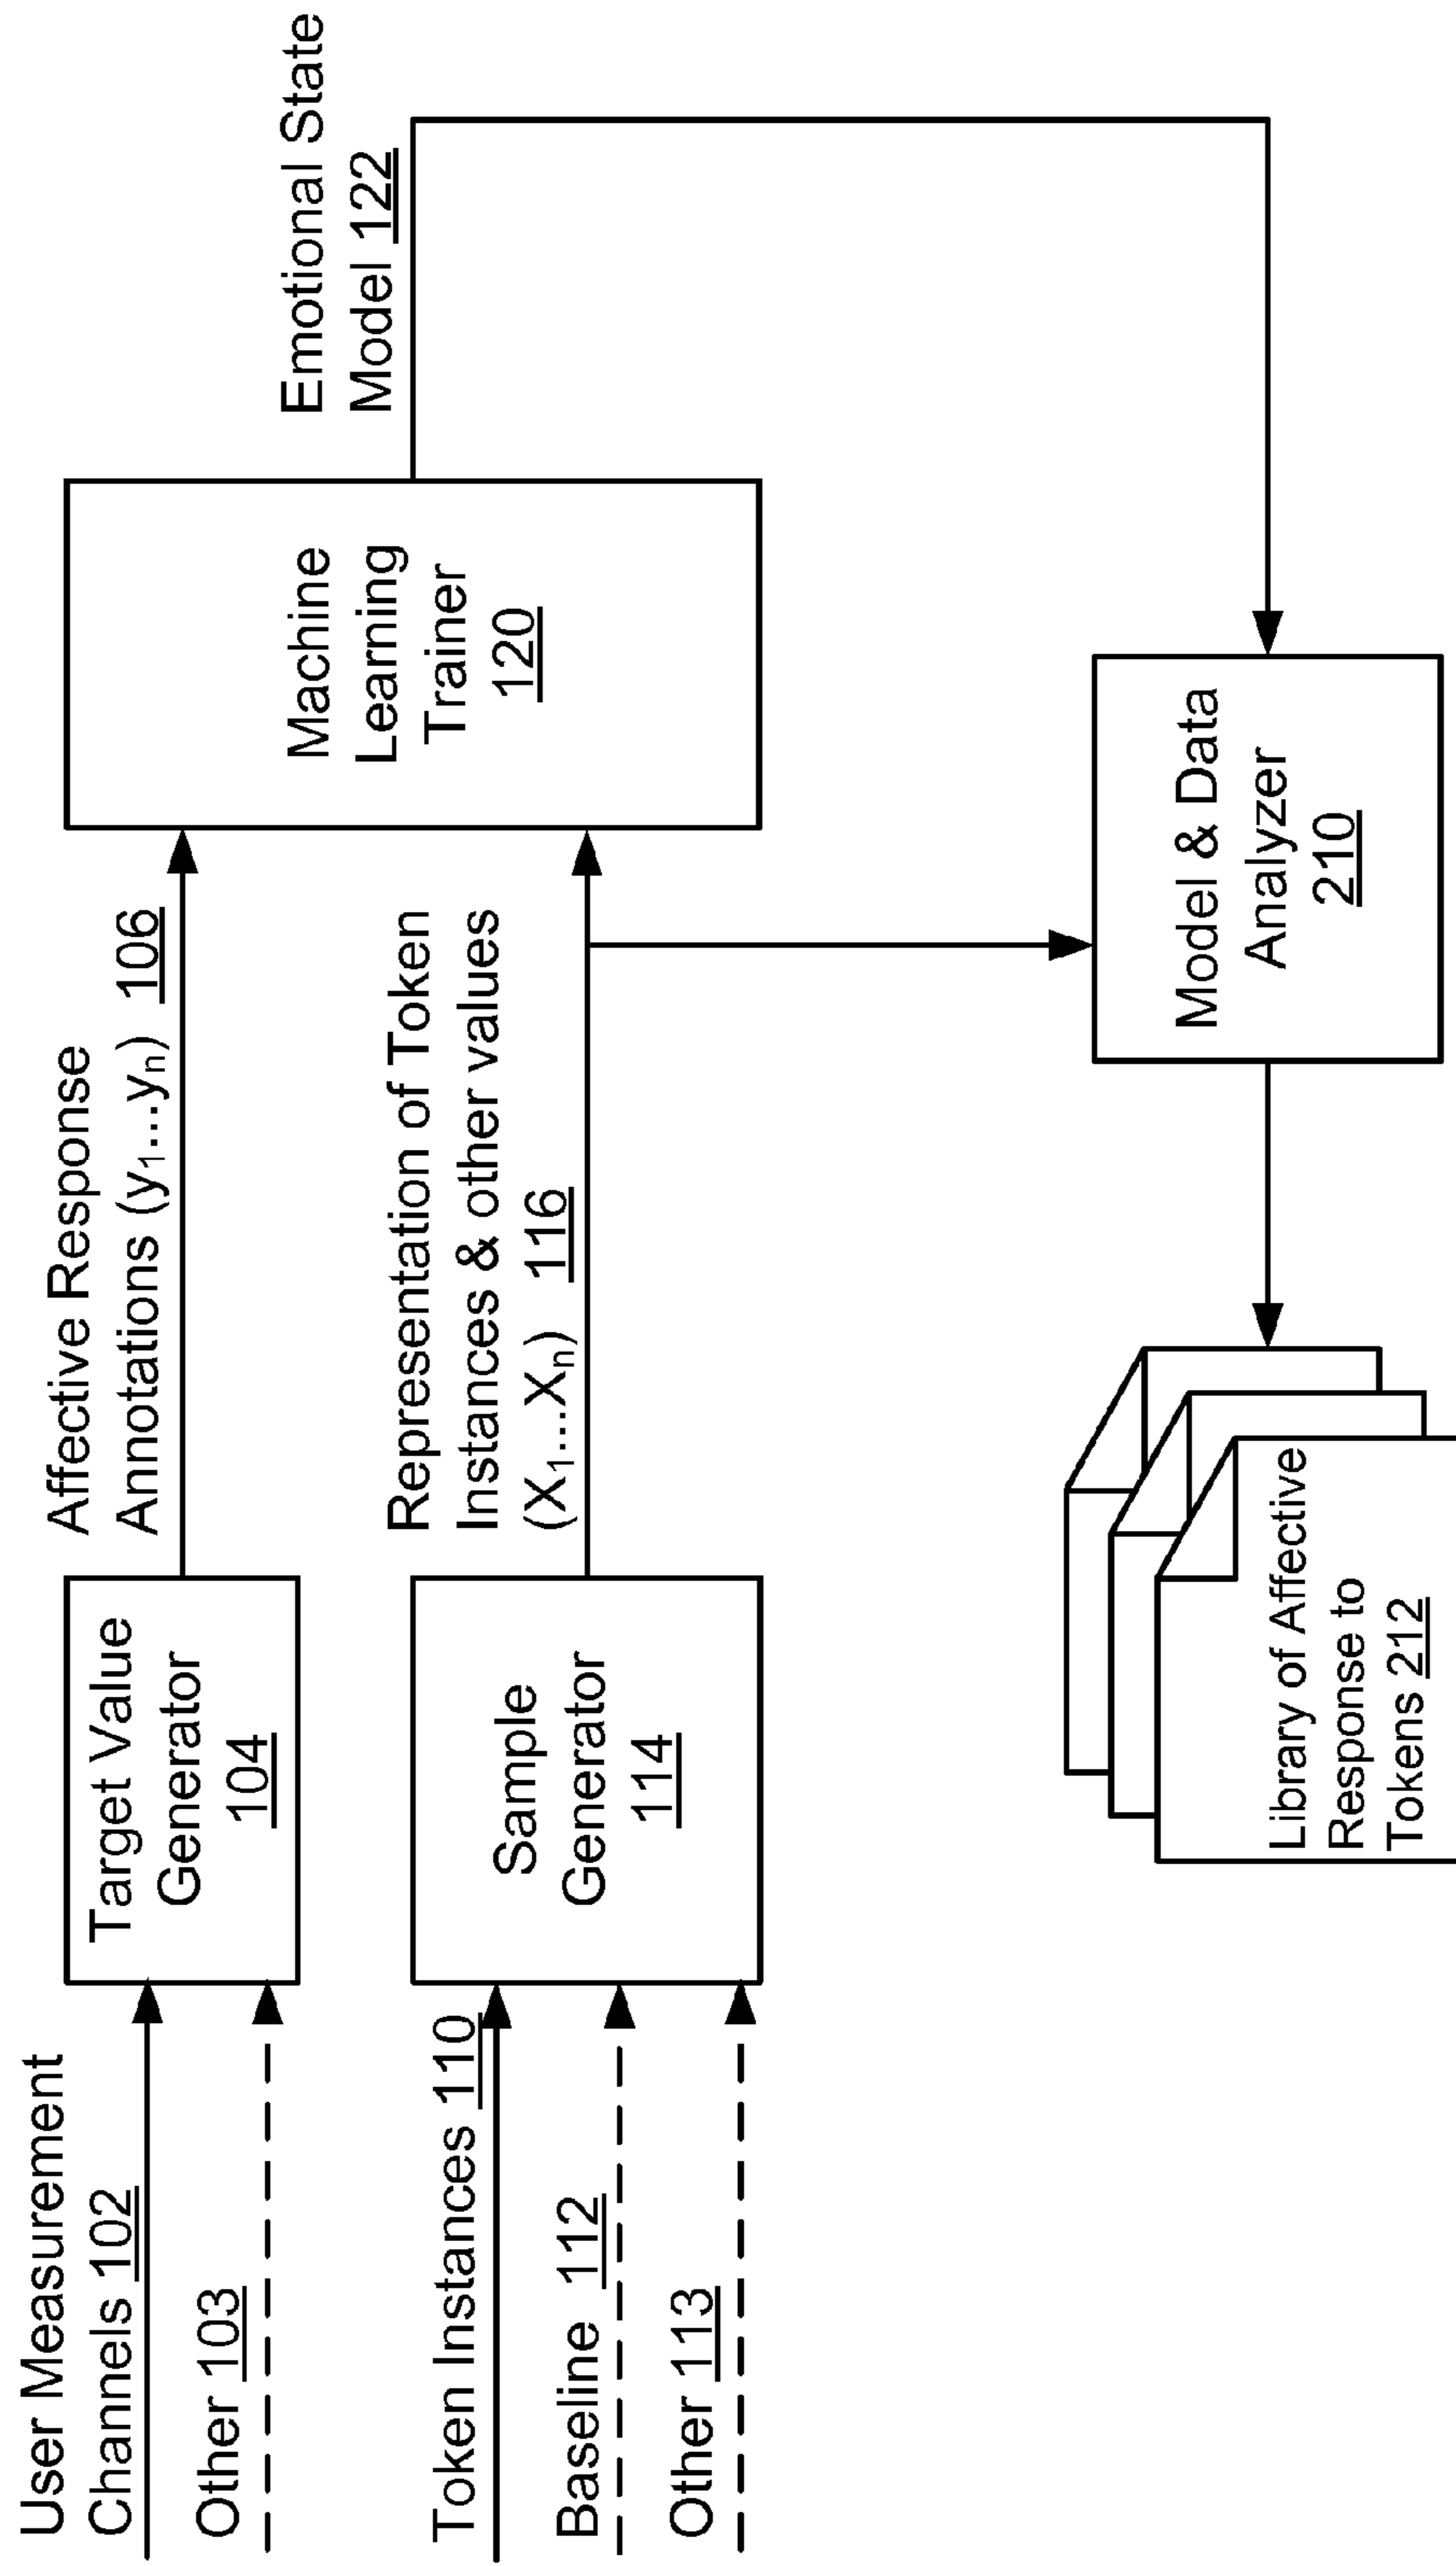 User Measurement
Channels 102
Other 103
Target Value
Generator
104
Affective Response
Annotations (y1...yn) 106
Token Instances 110
Baseline 112
Other 113
Sample
Generator
114
Representation of Token
Instances & other values
(X1...Xn) 116
Machine
Learning
Trainer
120
Emotional State
Model 122
Model & Data
Analyzer
210
Library of Affective
Response to
Tokens 212